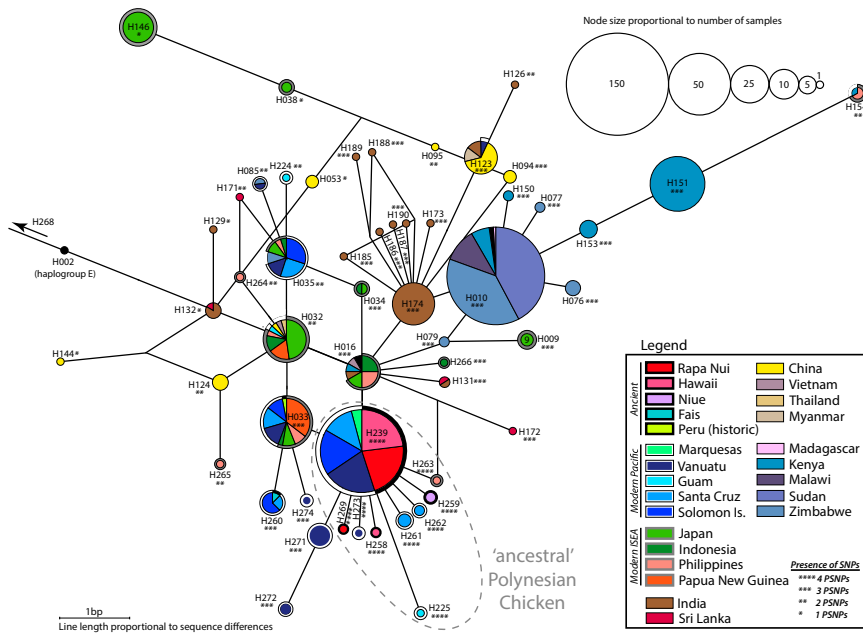 Node size proportional to number of samples
150
50
25
10
5
1
H146
*
H038 *
H126 **
H154
**
H189
***
H188 ***
H095
**
H123
***
H094 ***
H151
***
H085 **
H224 **
H171 **
H053 *
H150
***
H077
***
H268
H129 *
***
H190
H173
***
H186 ***
H187 ***
H185
***
H153 ***
H002
(haplogroup E)
H264 **
H035 **
H034
***
H174
***
H010
***
H076 ***
H132 *
H032
**
H016
***
H079
***
9
H009
***
H144 *
H266 ***
H131 ***
H124
**
H033
***
H239
****
H172
***
H265
**
H263
****
H260
***
H274
***
H269
****
H273
****
H259
****
H262
****
H261
****
H258
****
H271
***
H272
***
H225
****
'ancestral'
Polynesian
Chicken
1bp
Line length proportional to sequence differences
Legend
Ancient
Rapa Nui
Hawaii
Niue
Fais
Peru (historic)
Modern Pacific
Marquesas
Vanuatu
Guam
Santa Cruz
Solomon Is.
Modern ISEA
Japan
Indonesia
Philippines
Papua New Guinea
India
Sri Lanka
China
Vietnam
Thailand
Myanmar
Madagascar
Kenya
Malawi
Sudan
Zimbabwe
Presence of SNPs
**** 4 PSNPs
*** 3 PSNPs
** 2 PSNPs
* 1 PSNPs